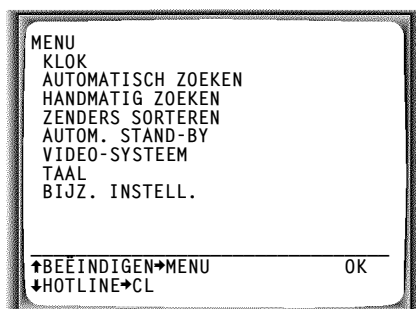 MENU
KLOK
AUTOMATISCH ZOEKEN
HANDMATIG ZOEKEN
ZENDERS SORTEREN
AUTOM. STAND-BY
VIDEO-SYSTEEM
TAAL
BIJZ. INSTELL.
↑BEËINDIGEN→MENU OK
↓HOTLINE→CL